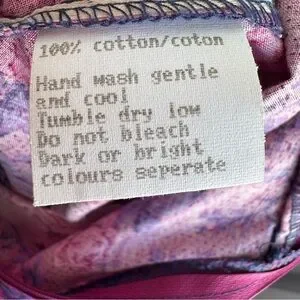 100% cotton/coton
Hand wash gentle
and cool
Tumble dry low
Do not bleach
Dark or bright
colours seperate